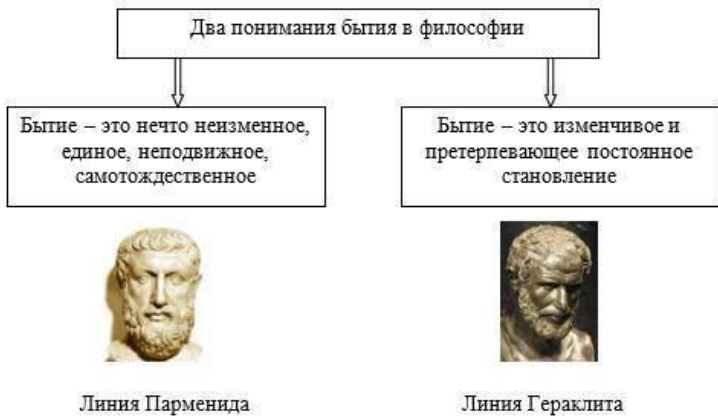 Два понимания бытия в философии
Бытие – это нечто неизменное,
единое, неподвижное,
самотождественное
Бытие – это изменчивое и
претерпевающее постоянное
становление
Линия Парменида
Линия Гераклита